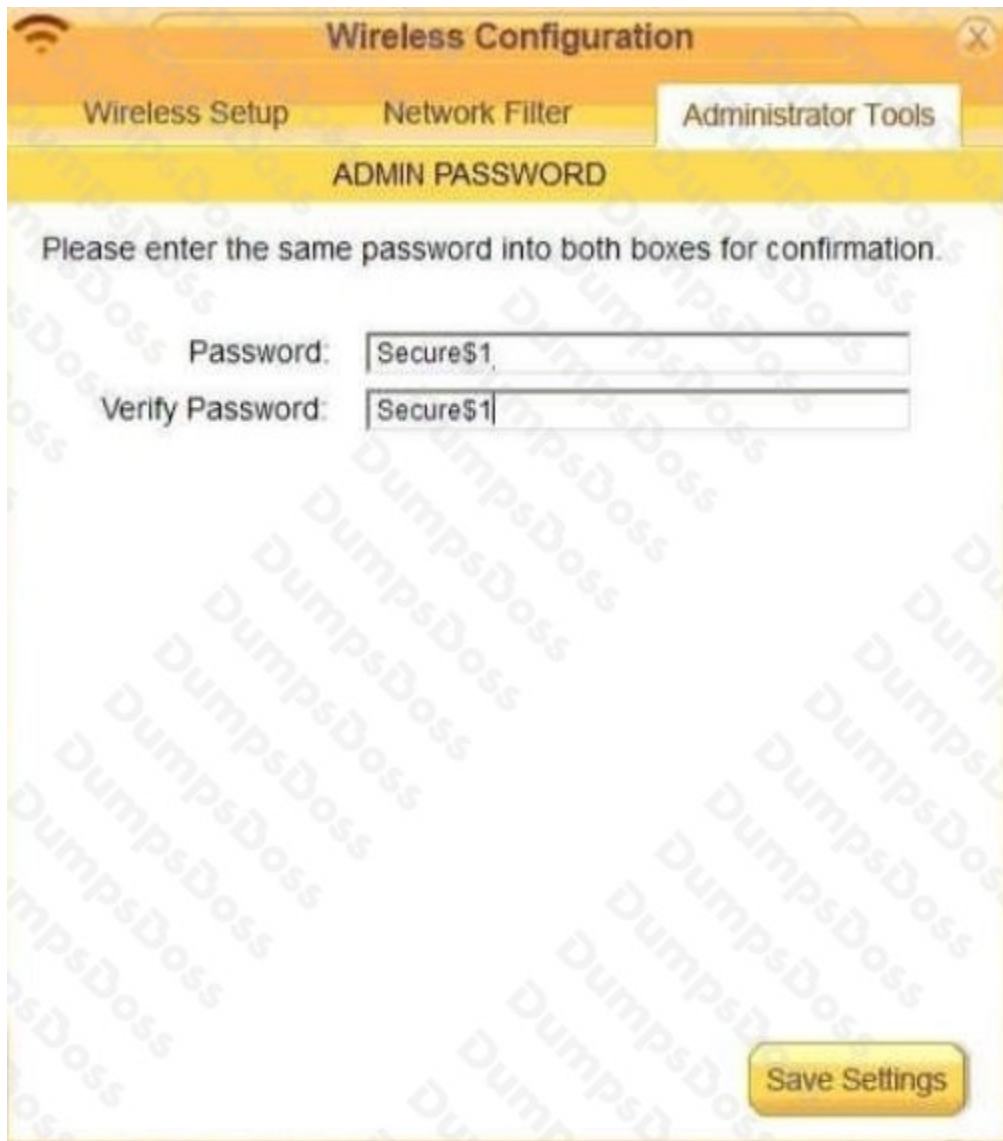 Wireless Configuration
X
Wireless Setup Network Filter Administrator Tools
ADMIN PASSWORD
Please enter the same password into both boxes for confirmation.
Password: Secure$1
Verify Password: Secure$1
Save Settings
DumpsDoss